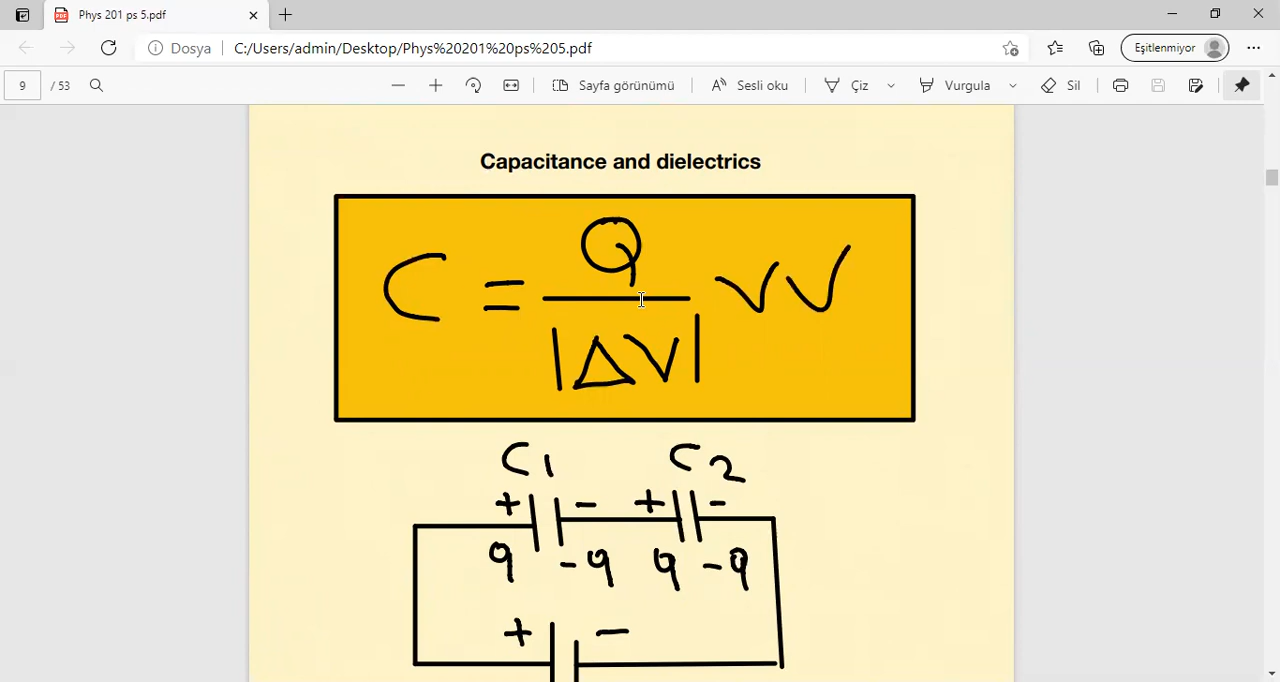 Phys 201 ps 5.pdf
Dosya C:/Users/admin/Desktop/Phys%20201%20ps%205.pdf Eşitlenmiyor
9 / 53 Sayfa görünümü Sesli oku Çiz Vurgula Sil
Capacitance and dielectrics
C = Q / |ΔV| √√
C1 C2
+ - + -
q -q q -q
+ -